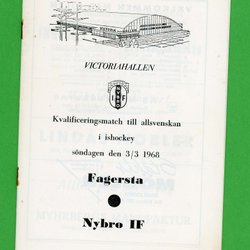 VICTORIAHALLEN
Kvalificeringsmatch till allsvenskan
i ishockey
söndagen den 3/3 1968
Fagersta
Nybro IF